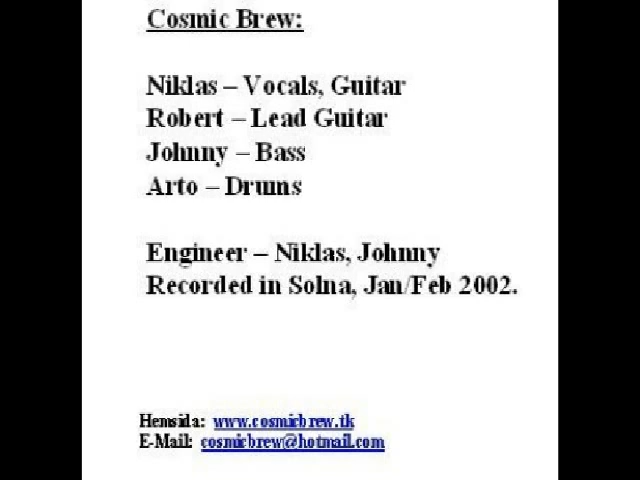 Cosmic Brew:
Niklas – Vocals, Guitar
Robert – Lead Guitar
Johnny – Bass
Arto – Drums
Engineer – Niklas, Johnny
Recorded in Solna, Jan/Feb 2002.
Hemsida: www.cosmicbrew.tk
E-Mail: cosmicbrew@hotmail.com